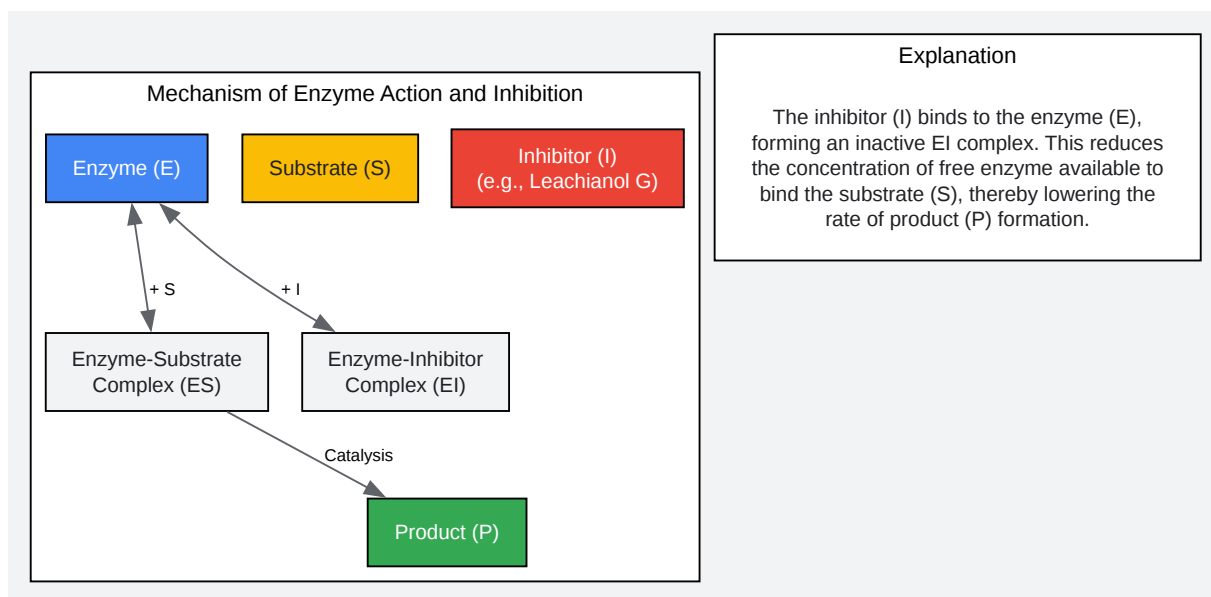 Mechanism of Enzyme Action and Inhibition
Enzyme (E)
Substrate (S)
Inhibitor (I)
(e.g., Leachianol G)
+ S
+ I
Enzyme-Substrate
Complex (ES)
Enzyme-Inhibitor
Complex (EI)
Catalysis
Product (P)
Explanation
The inhibitor (I) binds to the enzyme (E),
forming an inactive EI complex. This reduces
the concentration of free enzyme available to
bind the substrate (S), thereby lowering the
rate of product (P) formation.